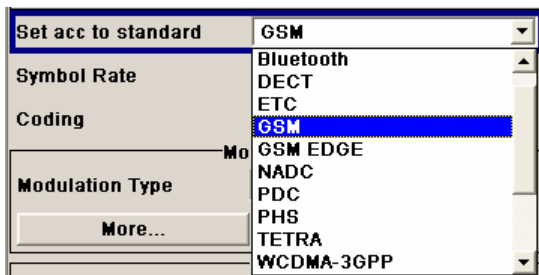 Set acc to standard GSM
Bluetooth
Symbol Rate
DECT
ETC
Coding
GSM
Mo
GSM EDGE
NADC
Modulation Type
PDC
PHS
More...
TETRA
WCDMA-3GPP